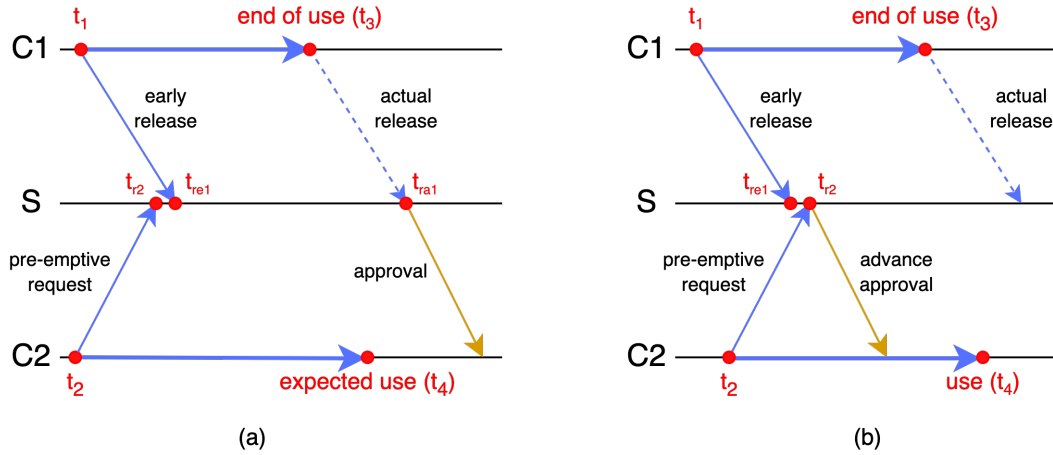 t1
end of use (t3)
C1
early
release
actual
release
tr2
tre1
tra1
S
pre-emptive
request
approval
C2
t2
expected use (t4)
(a)
t1
end of use (t3)
C1
early
release
actual
release
tre1
tr2
S
pre-emptive
request
advance
approval
C2
t2
use (t4)
(b)